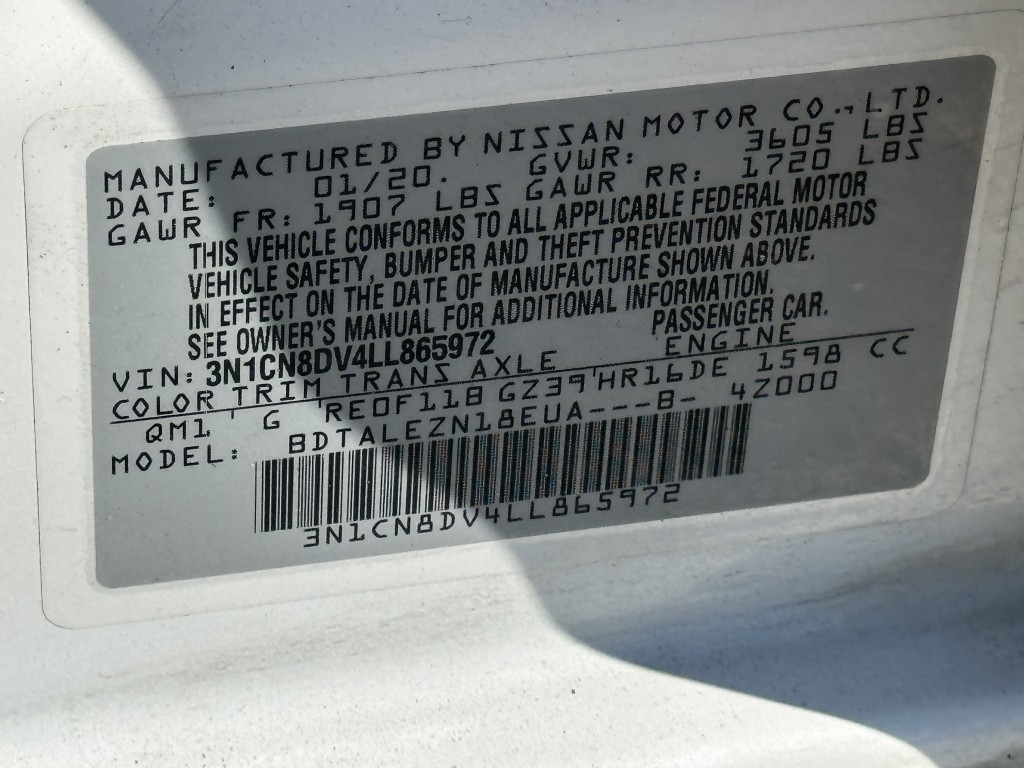 MANUFACTURED BY NISSAN MOTOR CO., LTD.
DATE: 01/20. GVWR: 3605 LBS
GAWR FR: 1907 LBS GAWR RR: 1720 LBS
THIS VEHICLE CONFORMS TO ALL APPLICABLE FEDERAL MOTOR
VEHICLE SAFETY, BUMPER AND THEFT PREVENTION STANDARDS
IN EFFECT ON THE DATE OF MANUFACTURE SHOWN ABOVE.
SEE OWNER'S MANUAL FOR ADDITIONAL INFORMATION.
VIN: 3N1CN8DV4LL865972 PASSENGER CAR.
COLOR TRIM TRANS AXLE ENGINE
QM1 ' G 'RE0F11B GZ39'HR16DE 1598 CC
MODEL: BDTALEZN18EUA---B- 4Z000
3N1CN8DV4LL865972